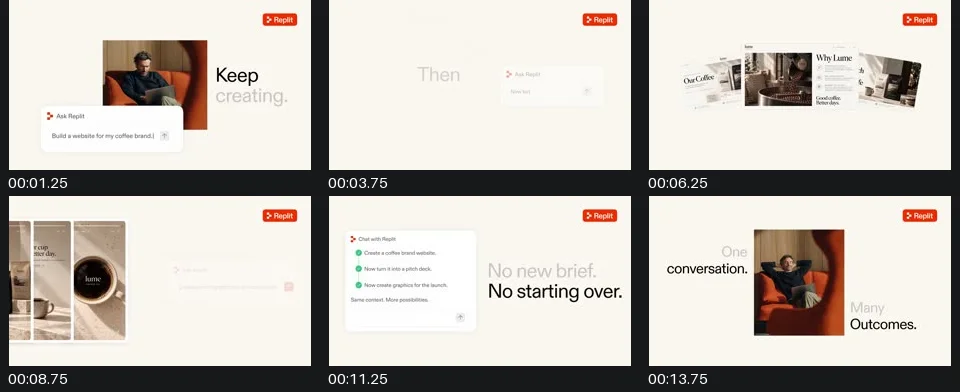 Replit
Keep
creating.
Ask Replit
Build a website for my coffee brand.
00:01.25
Replit
Then
Ask Replit
00:03.75
Replit
Our Coffee
Why Lume
Good coffee.
Better days.
00:06.25
Replit
lume
00:08.75
Replit
Chat with Replit
Create a coffee brand website.
Now turn it into a pitch deck.
Now create graphics for the launch.
Same context. More possibilities.
No new brief.
No starting over.
00:11.25
Replit
One
conversation.
Many
Outcomes.
00:13.75